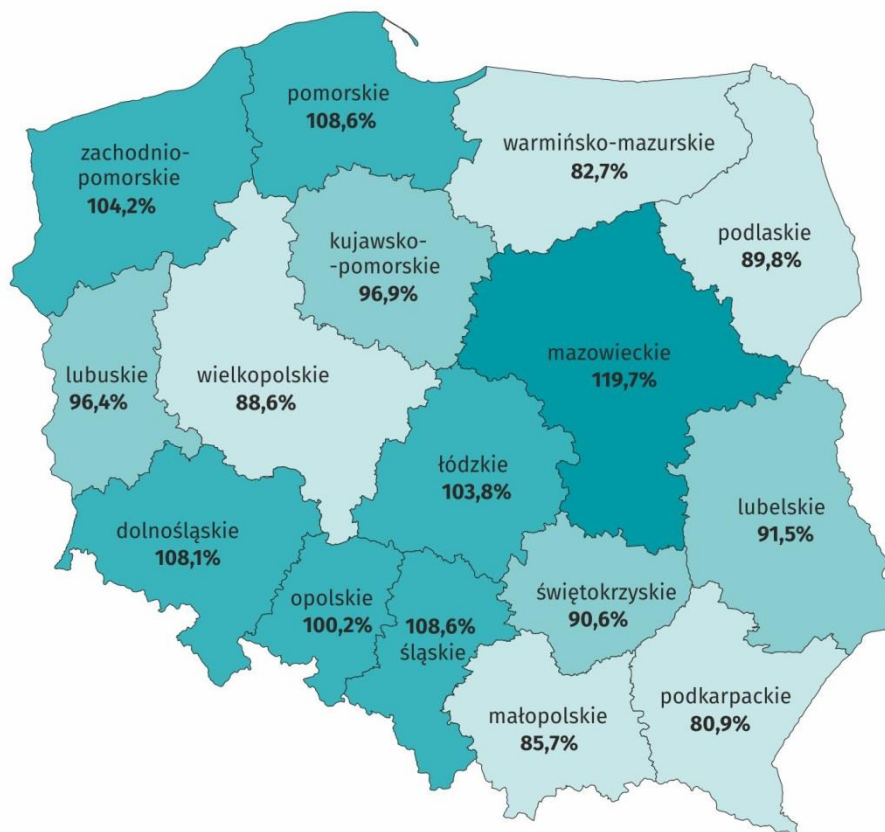 pomorskie
108,6%
zachodnio-
pomorskie
104,2%
warmińsko-mazurskie
82,7%
podlaskie
89,8%
kujawsko-
-pomorskie
96,9%
mazowieckie
119,7%
lubuskie
96,4%
wielkopolskie
88,6%
łódzkie
103,8%
lubelskie
91,5%
dolnośląskie
108,1%
opolskie
100,2%
108,6%
śląskie
świętokrzyskie
90,6%
małopolskie
85,7%
podkarpackie
80,9%